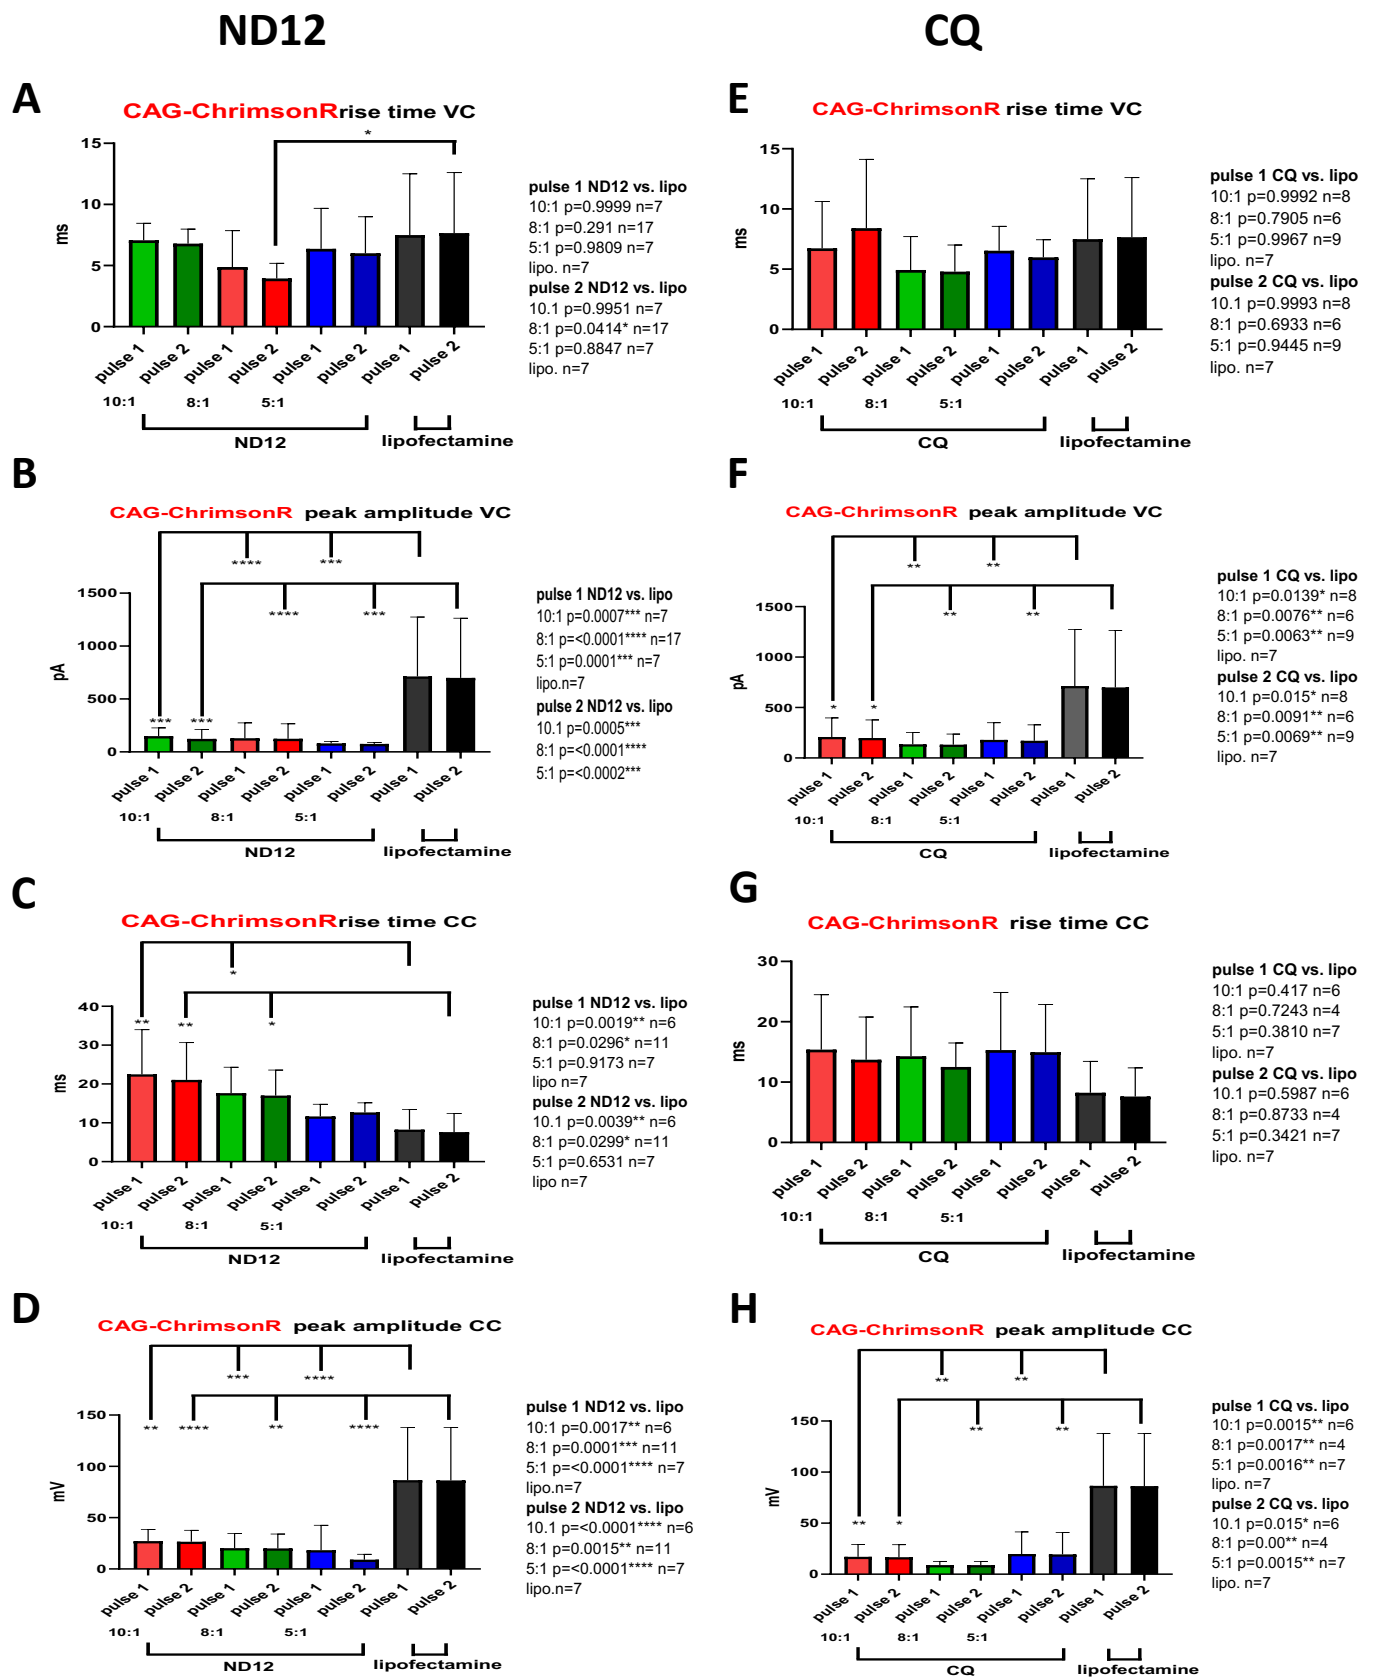 ND12
CQ
A
CAG-ChrimsonR rise time VC
*
15
10
5
0
ms
pulse 1 pulse 2 pulse 1 pulse 2 pulse 1 pulse 2 pulse 1 pulse 2
10:1 8:1 5:1
ND12 lipofectamine
pulse 1 ND12 vs. lipo
10:1 p=0.9999 n=7
8:1 p=0.291 n=17
5:1 p=0.9809 n=7
lipo. n=7
pulse 2 ND12 vs. lipo
10.1 p=0.9951 n=7
8:1 p=0.0414* n=17
5:1 p=0.8847 n=7
lipo. n=7
E
CAG-ChrimsonR rise time VC
15
10
5
0
ms
pulse 1 pulse 2 pulse 1 pulse 2 pulse 1 pulse 2 pulse 1 pulse 2
10:1 8:1 5:1
CQ lipofectamine
pulse 1 CQ vs. lipo
10:1 p=0.9992 n=8
8:1 p=0.7905 n=6
5:1 p=0.9967 n=9
lipo. n=7
pulse 2 CQ vs. lipo
10.1 p=0.9993 n=8
8:1 p=0.6933 n=6
5:1 p=0.9445 n=9
lipo. n=7
B
CAG-ChrimsonR peak amplitude VC
**** ***
**** ***
*** ***
1500
1000
500
0
pA
pulse 1 pulse 2 pulse 1 pulse 2 pulse 1 pulse 2 pulse 1 pulse 2
10:1 8:1 5:1
ND12 lipofectamine
pulse 1 ND12 vs. lipo
10:1 p=0.0007*** n=7
8:1 p=<0.0001**** n=17
5:1 p=0.0001*** n=7
lipo.n=7
pulse 2 ND12 vs. lipo
10.1 p=0.0005***
8:1 p=<0.0001****
5:1 p=<0.0002***
F
CAG-ChrimsonR peak amplitude VC
** **
** **
* *
1500
1000
500
0
pA
pulse 1 pulse 2 pulse 1 pulse 2 pulse 1 pulse 2 pulse 1 pulse 2
10:1 8:1 5:1
CQ lipofectamine
pulse 1 CQ vs. lipo
10:1 p=0.0139* n=8
8:1 p=0.0076** n=6
5:1 p=0.0063** n=9
lipo. n=7
pulse 2 CQ vs. lipo
10.1 p=0.015* n=8
8:1 p=0.0091** n=6
5:1 p=0.0069** n=9
lipo. n=7
C
CAG-ChrimsonR rise time CC
*
** ** *
40
30
20
10
0
ms
pulse 1 pulse 2 pulse 1 pulse 2 pulse 1 pulse 2 pulse 1 pulse 2
10:1 8:1 5:1
ND12 lipofectamine
pulse 1 ND12 vs. lipo
10:1 p=0.0019** n=6
8:1 p=0.0296* n=11
5:1 p=0.9173 n=7
lipo n=7
pulse 2 ND12 vs. lipo
10.1 p=0.0039** n=6
8:1 p=0.0299* n=11
5:1 p=0.6531 n=7
lipo n=7
G
CAG-ChrimsonR rise time CC
30
20
10
0
ms
pulse 1 pulse 2 pulse 1 pulse 2 pulse 1 pulse 2 pulse 1 pulse 2
10:1 8:1 5:1
CQ lipofectamine
pulse 1 CQ vs. lipo
10:1 p=0.417 n=6
8:1 p=0.7243 n=4
5:1 p=0.3810 n=7
lipo. n=7
pulse 2 CQ vs. lipo
10.1 p=0.5987 n=6
8:1 p=0.8733 n=4
5:1 p=0.3421 n=7
lipo. n=7
D
CAG-ChrimsonR peak amplitude CC
*** ****
** **** ** ****
150
100
50
0
mV
pulse 1 pulse 2 pulse 1 pulse 2 pulse 1 pulse 2 pulse 1 pulse 2
10:1 8:1 5:1
ND12 lipofectamine
pulse 1 ND12 vs. lipo
10:1 p=0.0017** n=6
8:1 p=0.0001*** n=11
5:1 p=<0.0001**** n=7
lipo.n=7
pulse 2 ND12 vs. lipo
10.1 p=<0.0001**** n=6
8:1 p=0.0015** n=11
5:1 p=<0.0001**** n=7
lipo.n=7
H
CAG-ChrimsonR peak amplitude CC
** **
** **
** *
150
100
50
0
mV
pulse 1 pulse 2 pulse 1 pulse 2 pulse 1 pulse 2 pulse 1 pulse 2
10:1 8:1 5:1
CQ lipofectamine
pulse 1 CQ vs. lipo
10:1 p=0.0015** n=6
8:1 p=0.0017** n=4
5:1 p=0.0016** n=7
lipo. n=7
pulse 2 CQ vs. lipo
10.1 p=0.015* n=6
8:1 p=0.00** n=4
5:1 p=0.0015** n=7
lipo. n=7